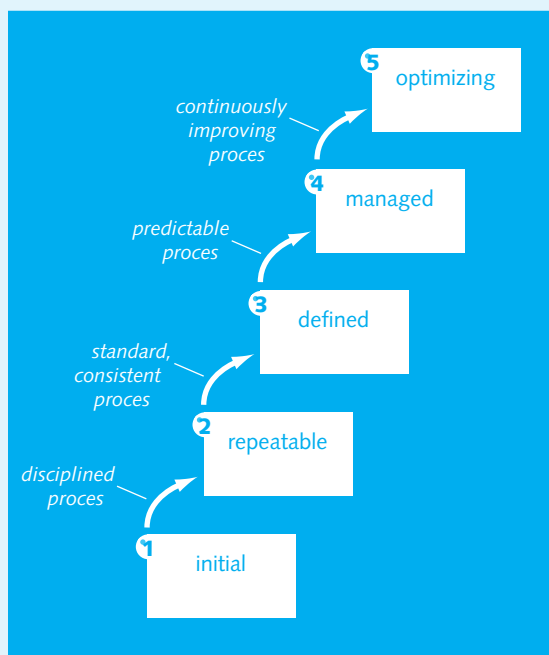 5
optimizing
continuously
improving
proces
4
managed
predictable
proces
3
defined
standard,
consistent
proces
2
repeatable
disciplined
proces
1
initial